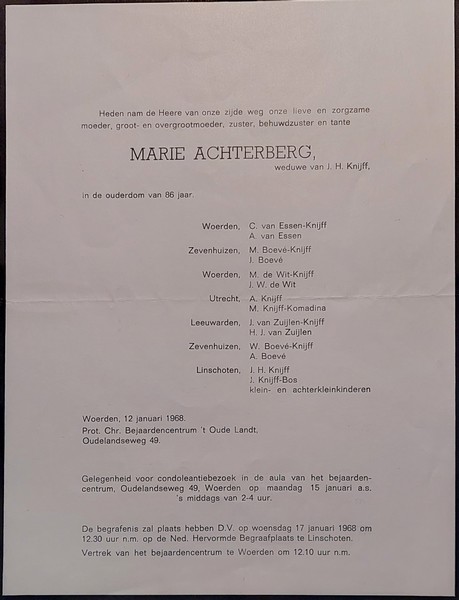 Heden nam de Heere van onze zijde weg onze lieve en zorgzame
moeder, groot- en overgrootmoeder, zuster, behuwdzuster en tante
MARIE ACHTERBERG,
weduwe van J. H. Knijff,
in de ouderdom van 86 jaar.
Woerden, C. van Essen-Knijff
A. van Essen
Zevenhuizen, M. Boevé-Knijff
J. Boevé
Woerden, M. de Wit-Knijff
J. W. de Wit
Utrecht, A. Knijff
M. Knijff-Komadina
Leeuwarden, J. van Zuijlen-Knijff
H. J. van Zuijlen
Zevenhuizen, W. Boevé-Knijff
A. Boevé
Linschoten, J. H. Knijff
J. Knijff-Bos
klein- en achterkleinkinderen
Woerden, 12 januari 1968.
Prot. Chr. Bejaardencentrum 't Oude Landt,
Oudelandseweg 49.
Gelegenheid voor condoleantiebezoek in de aula van het bejaarden-
centrum, Oudelandseweg 49, Woerden op maandag 15 januari a.s.
's middags van 2-4 uur.
De begrafenis zal plaats hebben D.V. op woensdag 17 januari 1968 om
12.30 uur n.m. op de Ned. Hervormde Begraafplaats te Linschoten.
Vertrek van het bejaardencentrum te Woerden om 12.10 uur n.m.